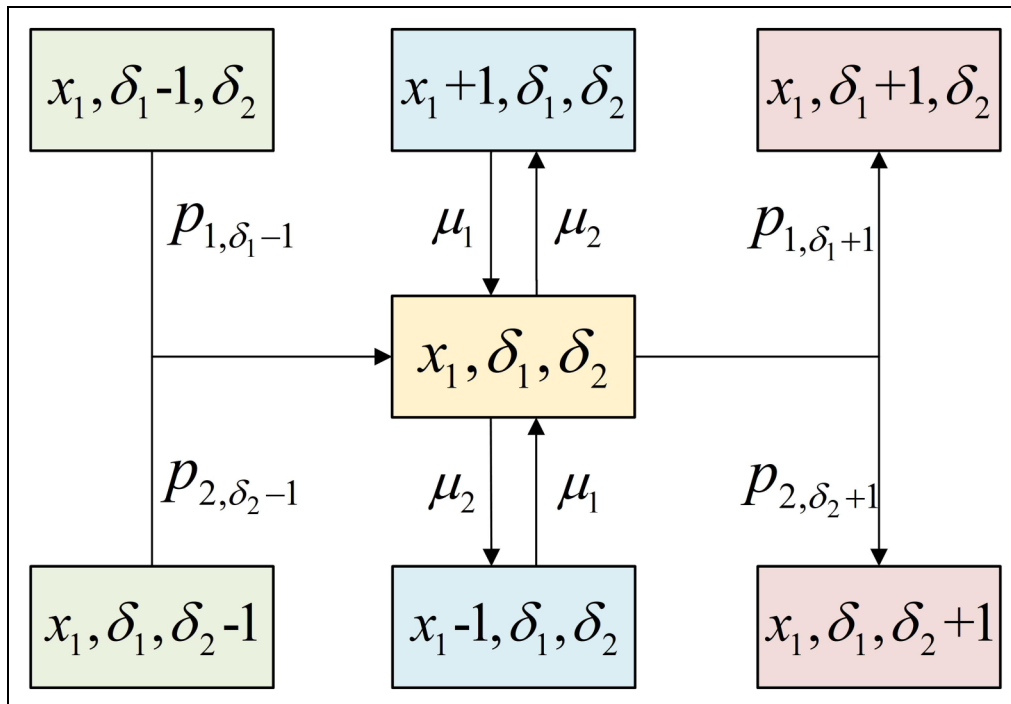 x₁, δ₁-1, δ₂
x₁+1, δ₁, δ₂
x₁, δ₁+1, δ₂
p₁,δ₁−1
μ₁
μ₂
p₁,δ₁+1
x₁, δ₁, δ₂
p₂,δ₂−1
μ₂
μ₁
p₂,δ₂+1
x₁, δ₁, δ₂-1
x₁-1, δ₁, δ₂
x₁, δ₁, δ₂+1